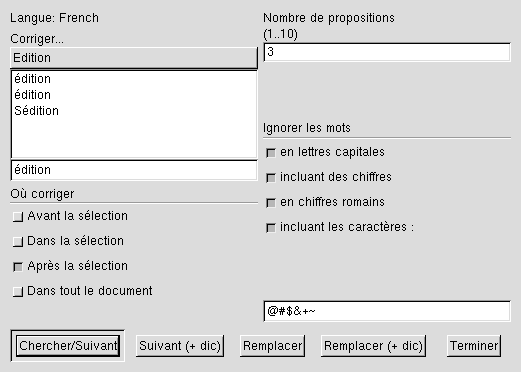 Langue: French
Corriger...
Edition
édition
édition
Sédition
édition
Où corriger
Avant la sélection
Dans la sélection
Après la sélection
Dans tout le document
Nombre de propositions
(1..10)
3
Ignorer les mots
en lettres capitales
incluant des chiffres
en chiffres romains
incluant les caractères :
@#$&+~
Chercher/Suivant
Suivant (+ dic)
Remplacer
Remplacer (+ dic)
Terminer